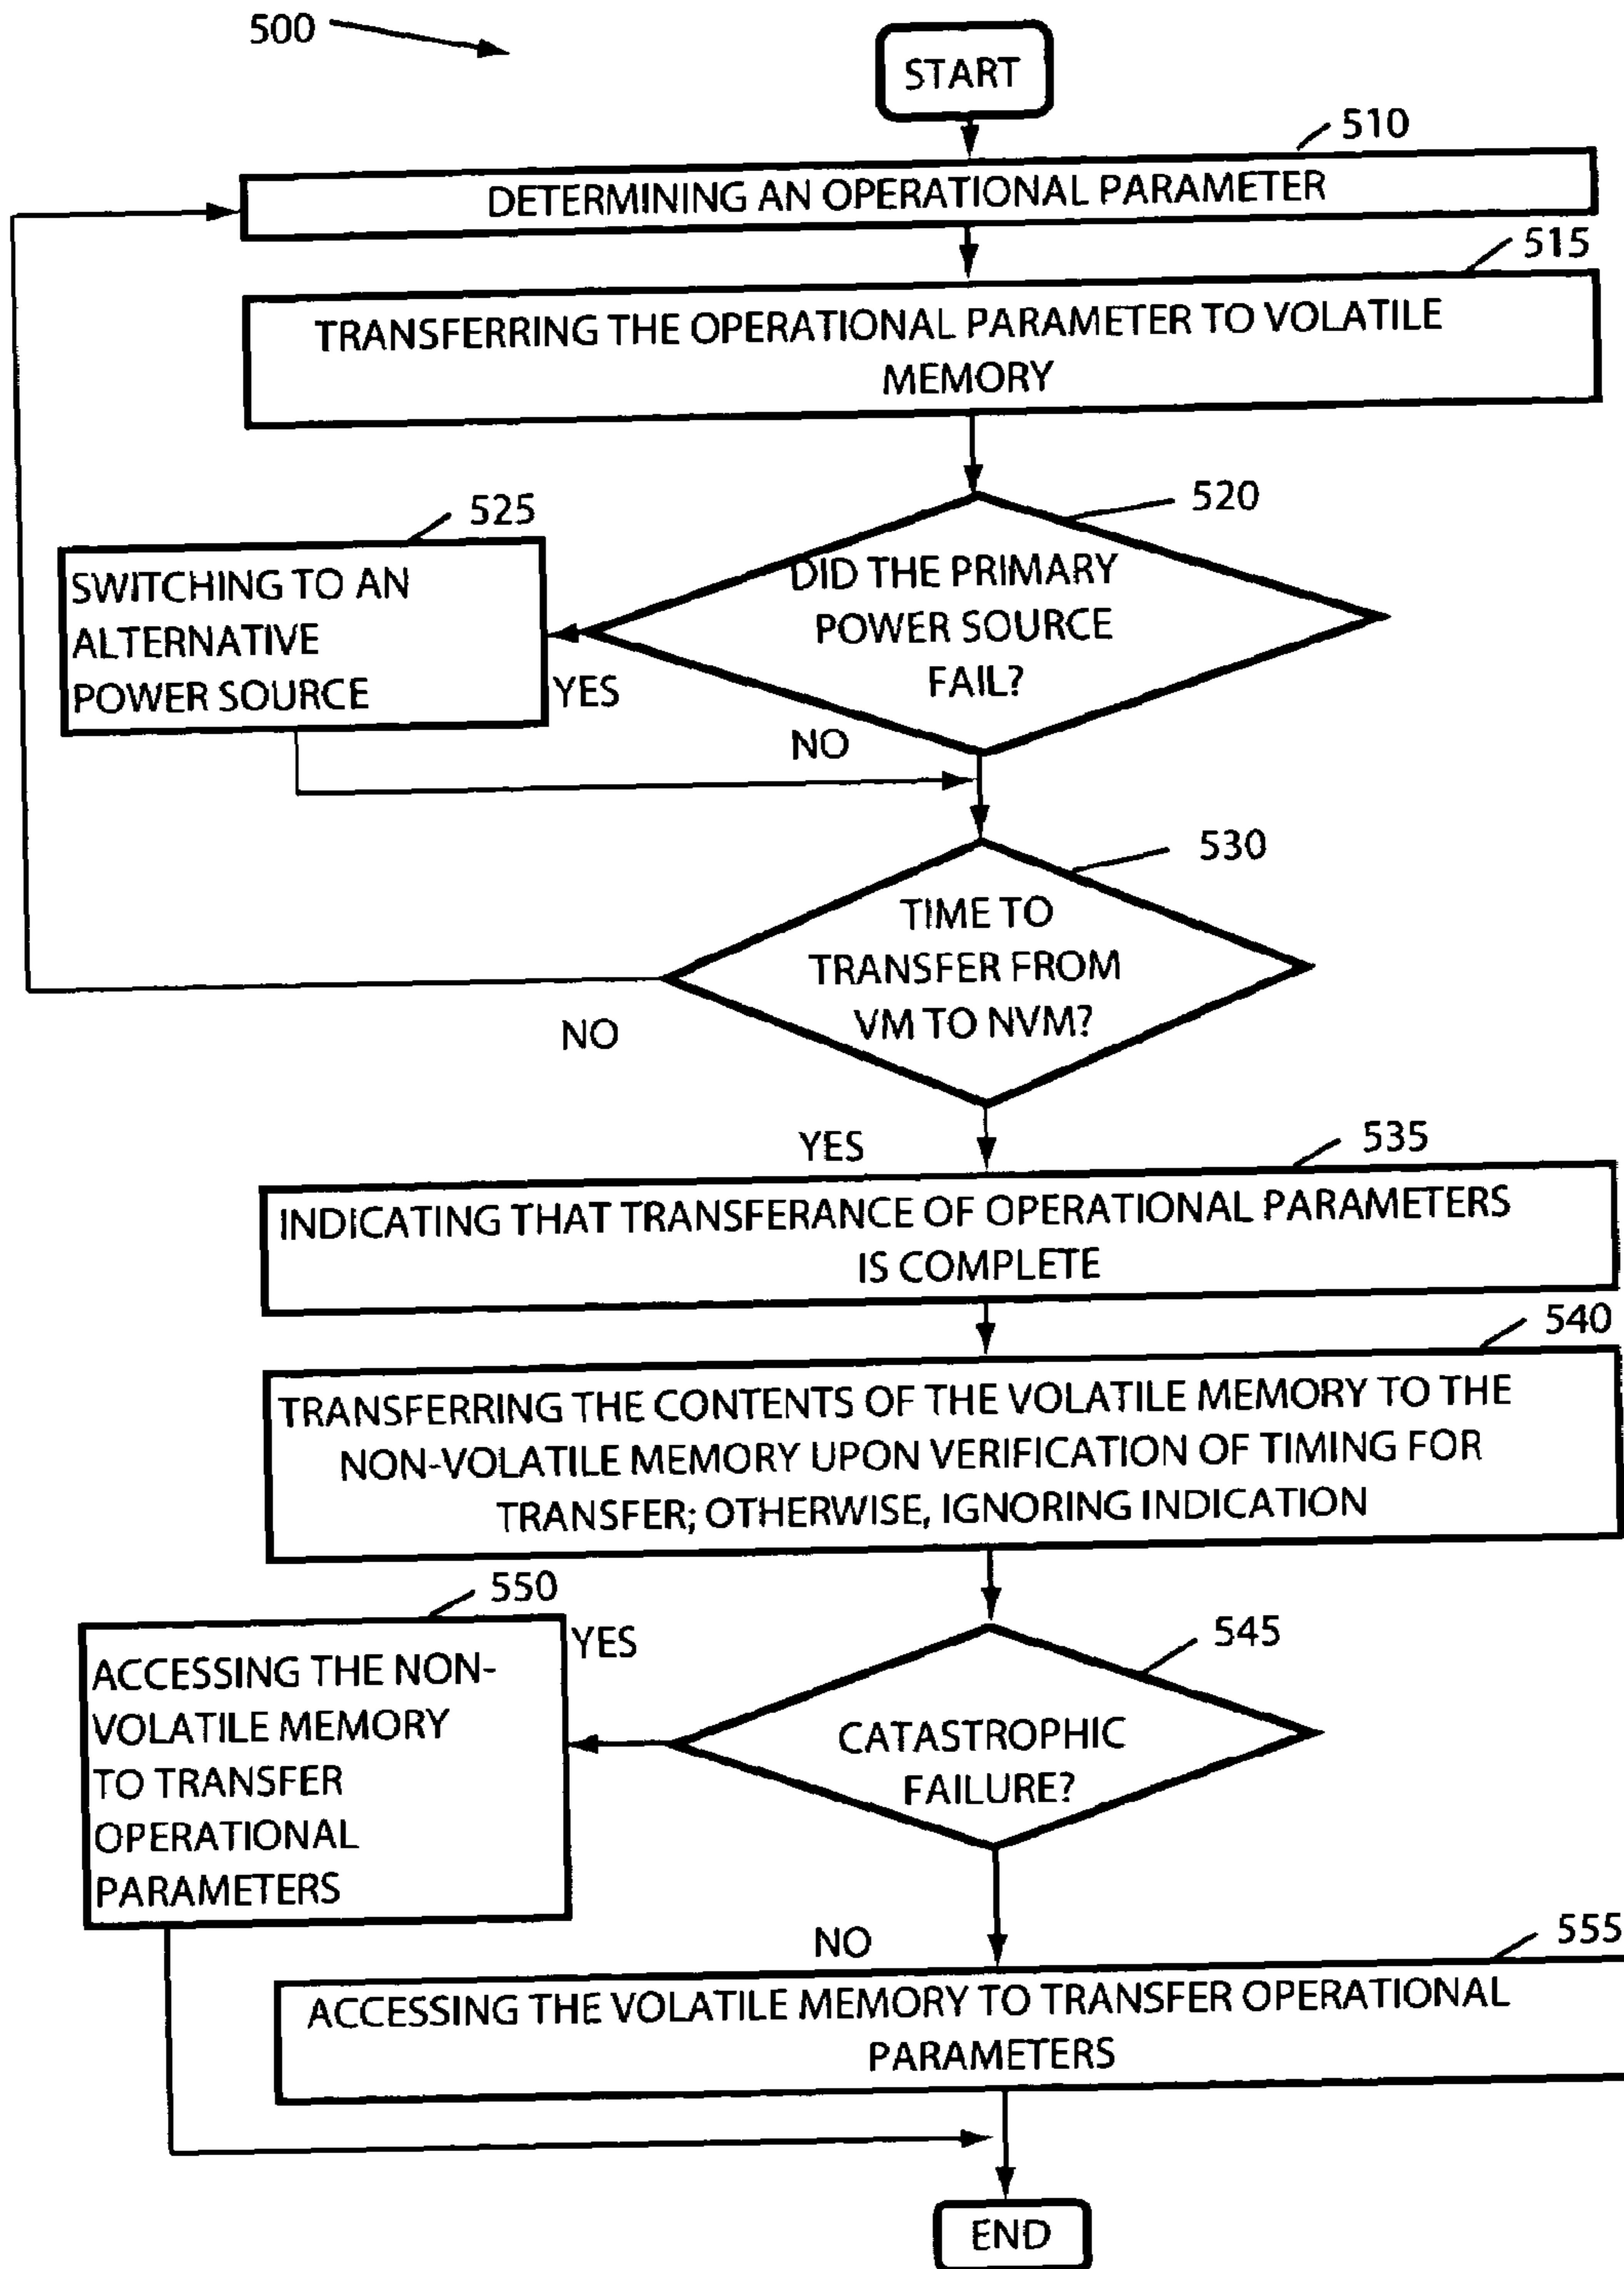 500
START
510
DETERMINING AN OPERATIONAL PARAMETER
515
TRANSFERRING THE OPERATIONAL PARAMETER TO VOLATILE
MEMORY
520
DID THE PRIMARY
POWER SOURCE
FAIL?
525
SWITCHING TO AN
ALTERNATIVE
POWER SOURCE
YES
NO
530
TIME TO
TRANSFER FROM
VM TO NVM?
NO
YES
535
INDICATING THAT TRANSFERANCE OF OPERATIONAL PARAMETERS
IS COMPLETE
540
TRANSFERRING THE CONTENTS OF THE VOLATILE MEMORY TO THE
NON-VOLATILE MEMORY UPON VERIFICATION OF TIMING FOR
TRANSFER; OTHERWISE, IGNORING INDICATION
545
CATASTROPHIC
FAILURE?
YES
550
ACCESSING THE NON-
VOLATILE MEMORY
TO TRANSFER
OPERATIONAL
PARAMETERS
NO
555
ACCESSING THE VOLATILE MEMORY TO TRANSFER OPERATIONAL
PARAMETERS
END